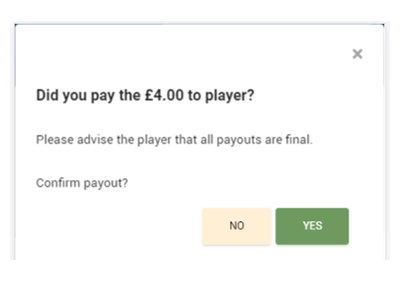 ×
Did you pay the £4.00 to player?
Please advise the player that all payouts are final.
Confirm payout?
NO YES